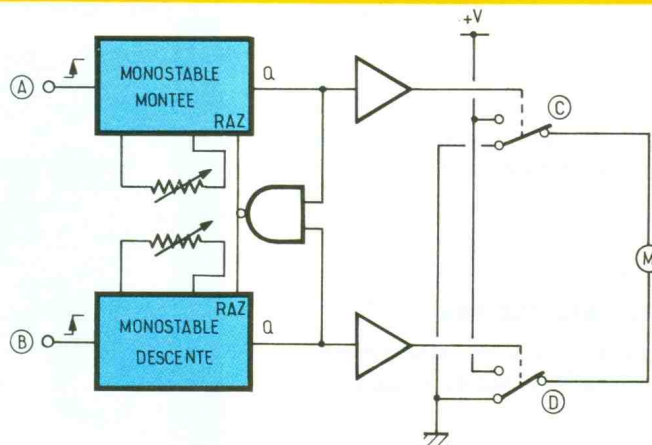 +V
A
MONOSTABLE
MONTEE
Q
RAZ
C
M
RAZ
B
MONOSTABLE
DESCENTE
Q
D